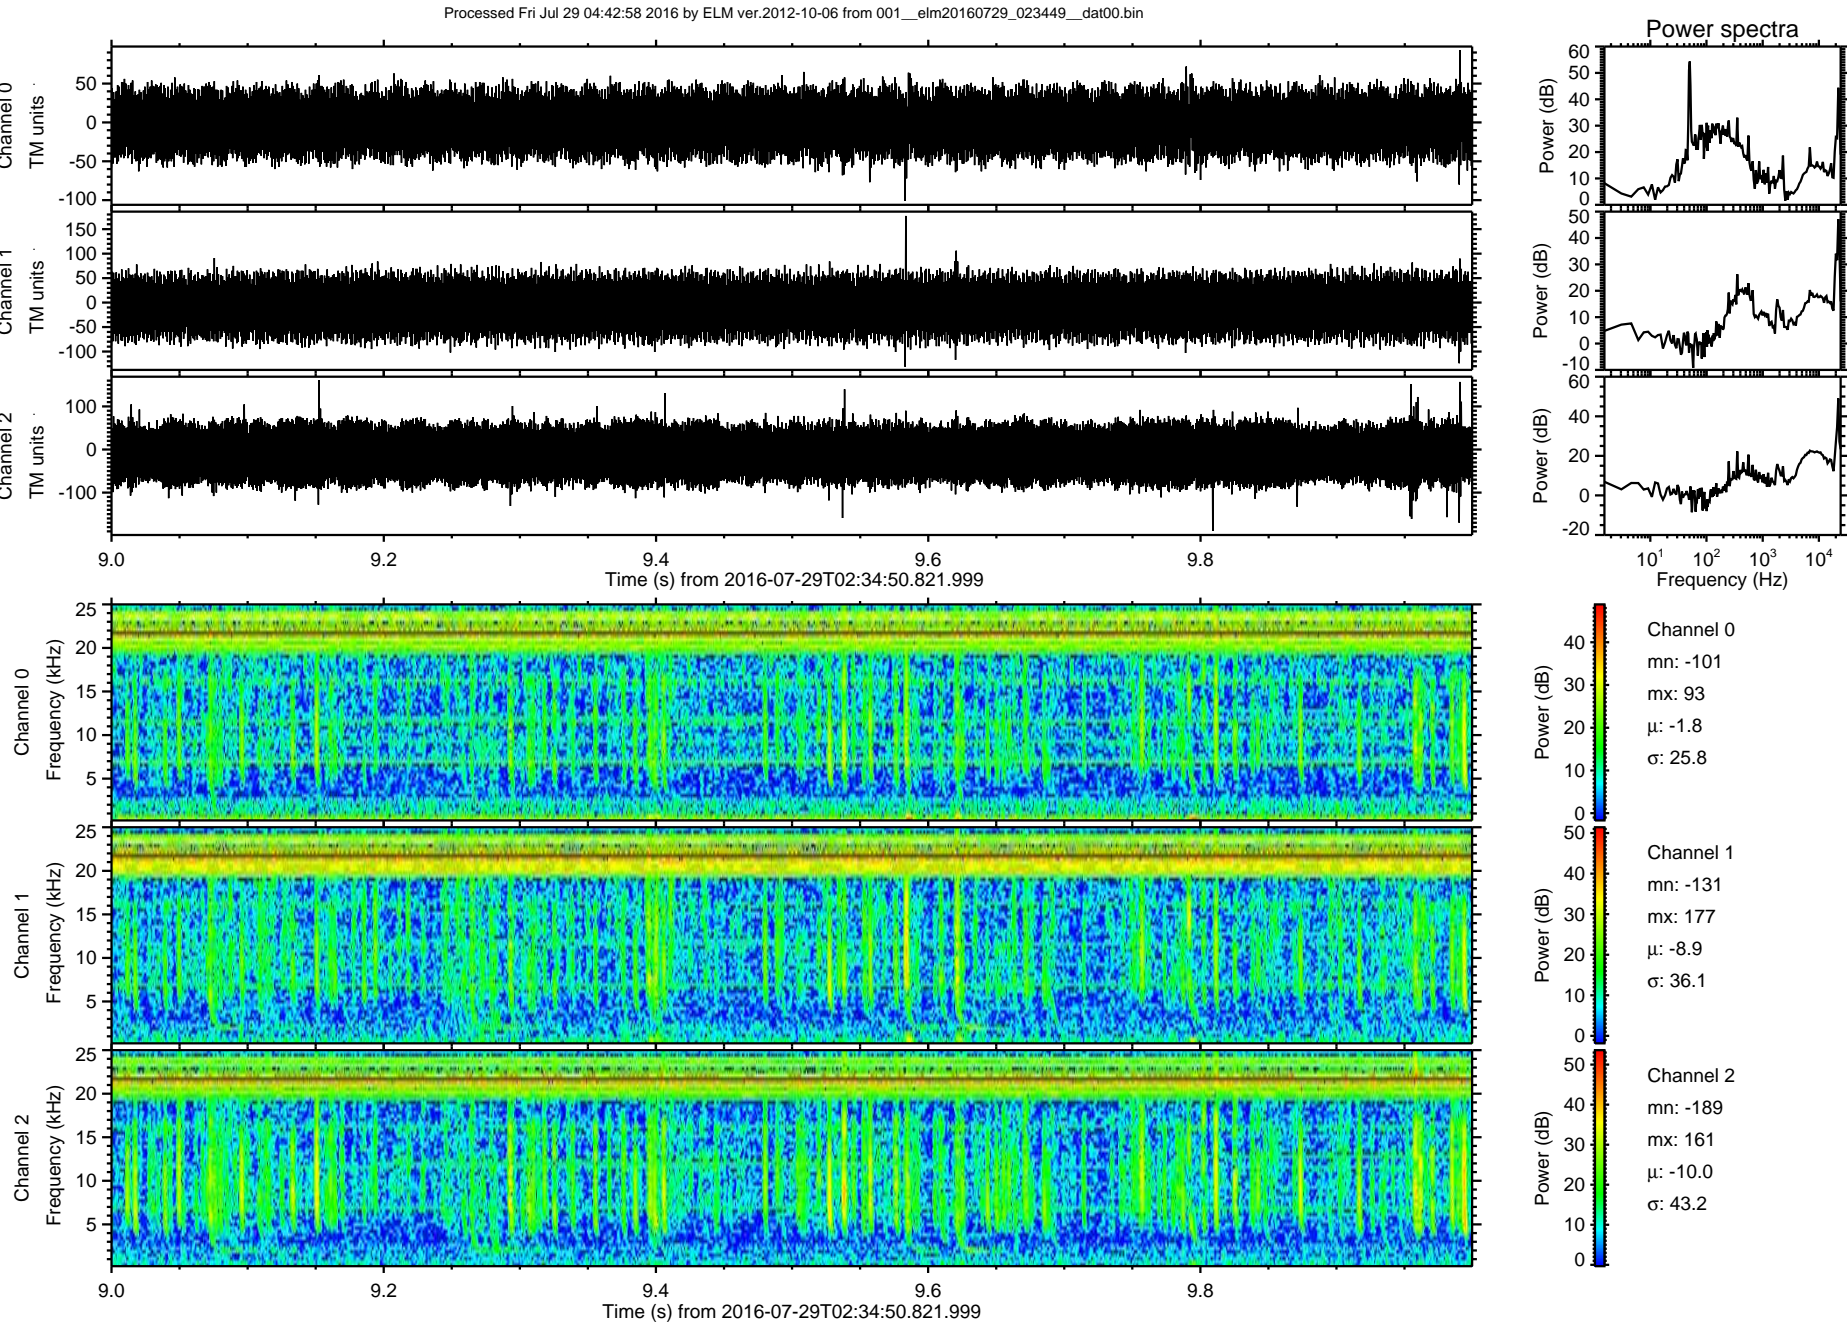 Processed Fri Jul 29 04:42:58 2016 by ELM ver.2012-10-06 from 001__elm20160729_023449__dat00.bin
Power spectra
Channel 0
TM units
50
0
-50
-100
Power (dB)
60
50
40
30
20
10
0
Channel 1
TM units
150
100
50
0
-50
-100
Power (dB)
50
40
30
20
10
0
-10
Channel 2
TM units
100
0
-100
Power (dB)
60
40
20
0
-20
9.0 9.2 9.4 9.6 9.8
Time (s) from 2016-07-29T02:34:50.821.999
10^1 10^2 10^3 10^4
Frequency (Hz)
Channel 0
Frequency (kHz)
25
20
15
10
5
Power (dB)
40
30
20
10
0
Channel 0
mn: -101
mx: 93
μ: -1.8
σ: 25.8
Channel 1
Frequency (kHz)
25
20
15
10
5
Power (dB)
50
40
30
20
10
0
Channel 1
mn: -131
mx: 177
μ: -8.9
σ: 36.1
Channel 2
Frequency (kHz)
25
20
15
10
5
Power (dB)
50
40
30
20
10
0
Channel 2
mn: -189
mx: 161
μ: -10.0
σ: 43.2
9.0 9.2 9.4 9.6 9.8
Time (s) from 2016-07-29T02:34:50.821.999